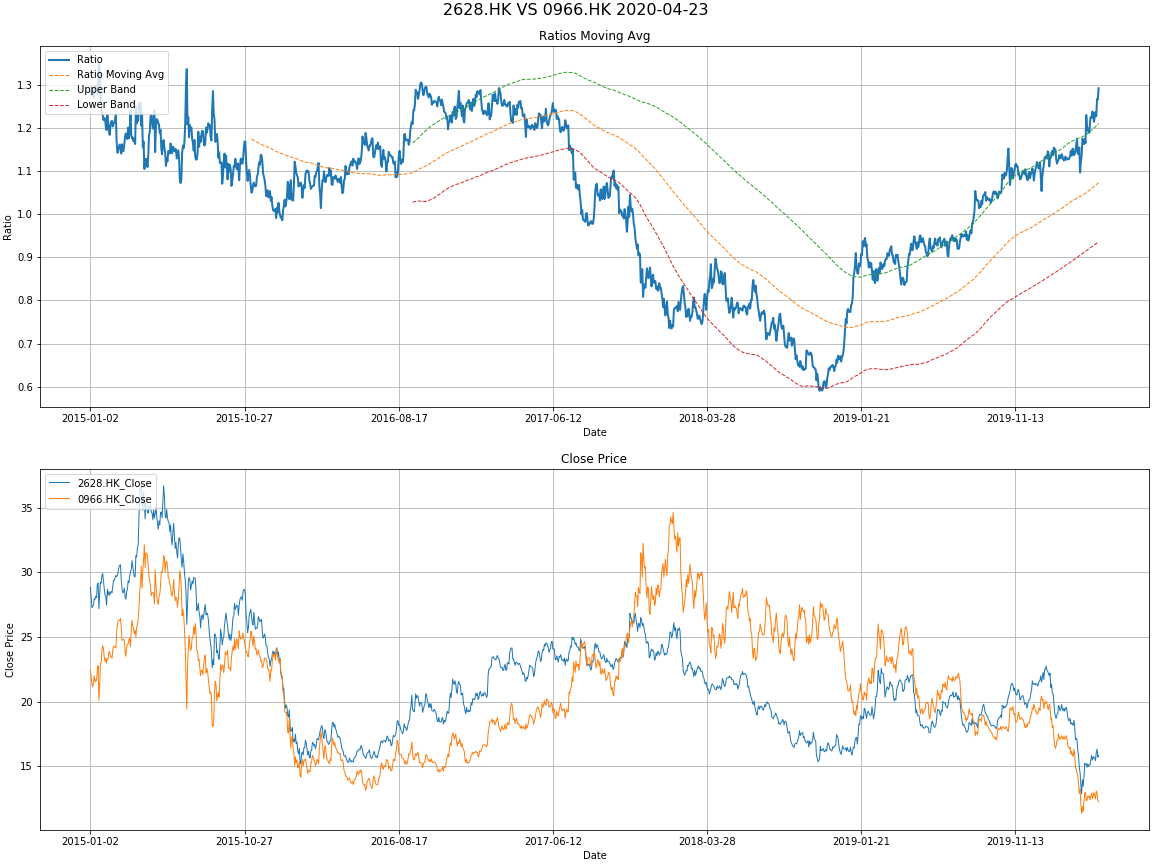 2628.HK VS 0966.HK 2020-04-23
Ratios Moving Avg
Ratio
Ratio Moving Avg
Upper Band
Lower Band
1.3
1.2
1.1
1.0
0.9
0.8
0.7
0.6
Ratio
2015-01-02 2015-10-27 2016-08-17 2017-06-12 2018-03-28 2019-01-21 2019-11-13
Date
Close Price
2628.HK_Close
0966.HK_Close
35
30
25
20
15
Close Price
2015-01-02 2015-10-27 2016-08-17 2017-06-12 2018-03-28 2019-01-21 2019-11-13
Date